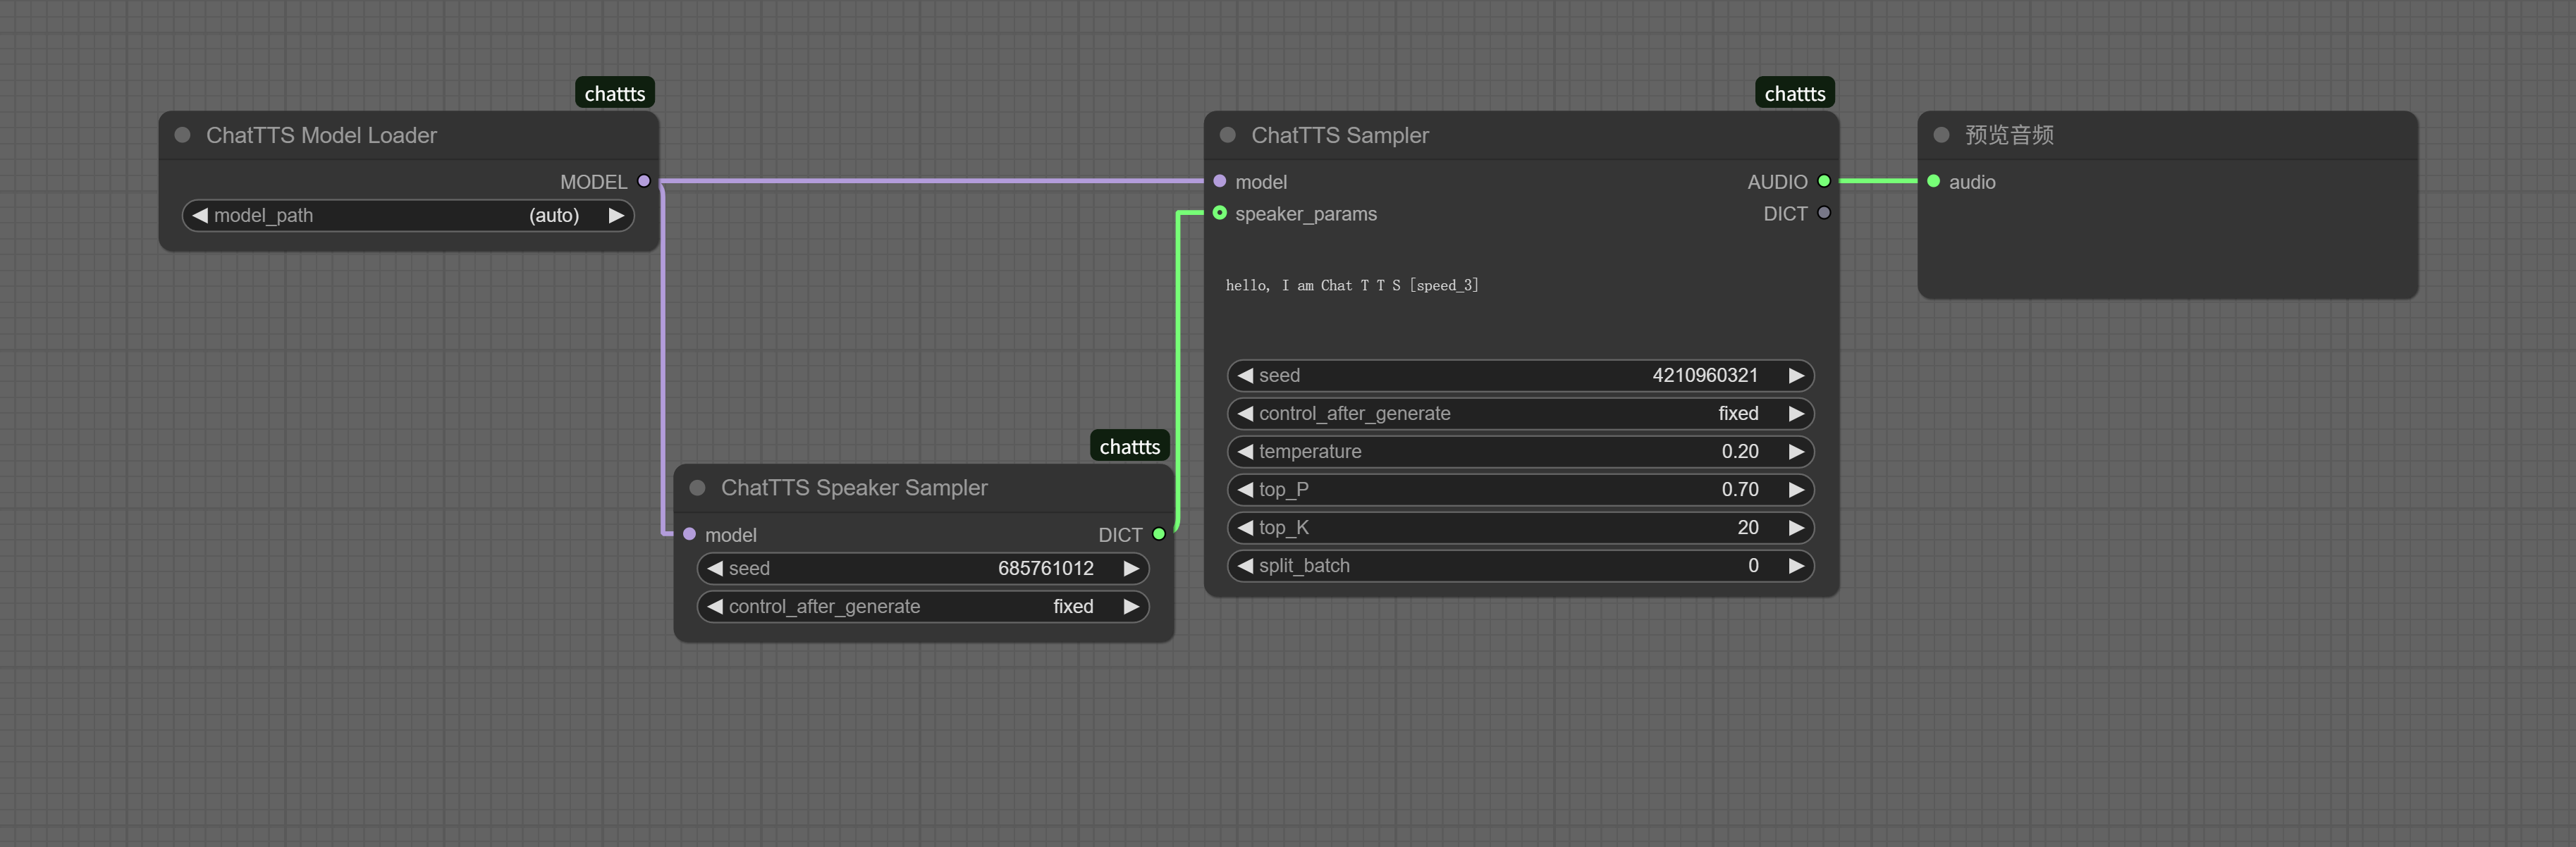 chattts
ChatTTS Model Loader
MODEL
model_path (auto)
chattts
ChatTTS Speaker Sampler
model DICT
seed 685761012
control_after_generate fixed
chattts
ChatTTS Sampler
model AUDIO
speaker_params DICT
hello, I am Chat T T S [speed_3]
seed 4210960321
control_after_generate fixed
temperature 0.20
top_P 0.70
top_K 20
split_batch 0
预览音频
audio